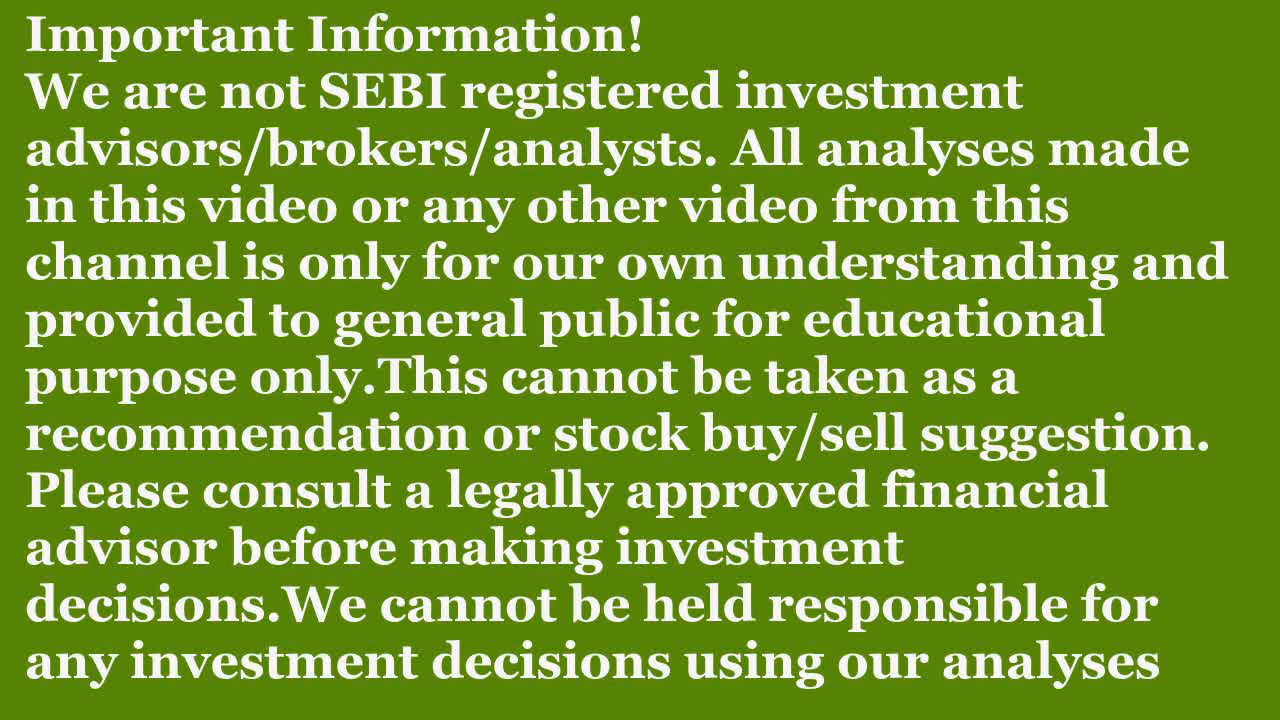 Important Information!
We are not SEBI registered investment
advisors/brokers/analysts. All analyses made
in this video or any other video from this
channel is only for our own understanding and
provided to general public for educational
purpose only.This cannot be taken as a
recommendation or stock buy/sell suggestion.
Please consult a legally approved financial
advisor before making investment
decisions.We cannot be held responsible for
any investment decisions using our analyses